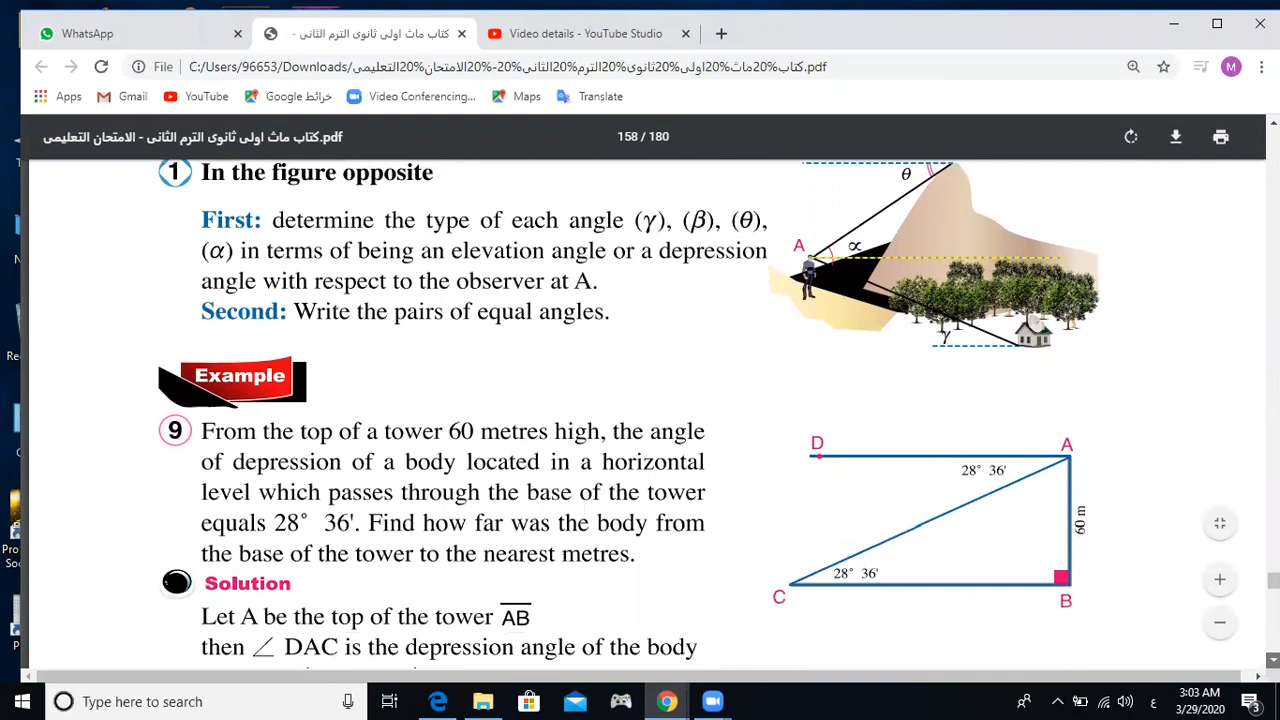 WhatsApp
كتاب ماث اولى ثانوى الترم الثانى -
Video details - YouTube Studio
File
C:/Users/96653/Downloads/كتاب%20ماث%20اولى%20ثانوى%20الترم%20الثانى%20-%20الامتحان%20التعليمى.pdf
M
Apps
Gmail
YouTube
خرائط Google
Video Conferencing...
Maps
Translate
كتاب ماث اولى ثانوى الترم الثانى - الامتحان التعليمى.pdf
158 / 180
1 In the figure opposite
First: determine the type of each angle (γ), (β), (θ),
(α) in terms of being an elevation angle or a depression
angle with respect to the observer at A.
Second: Write the pairs of equal angles.
θ
A
α
γ
Example
9 From the top of a tower 60 metres high, the angle
of depression of a body located in a horizontal
level which passes through the base of the tower
equals 28° 36'. Find how far was the body from
the base of the tower to the nearest metres.
D
A
28° 36'
60 m
28° 36'
C
B
Solution
Let A be the top of the tower AB
then ∠ DAC is the depression angle of the body
Type here to search
ع
3:03 AM
3/29/2020
3